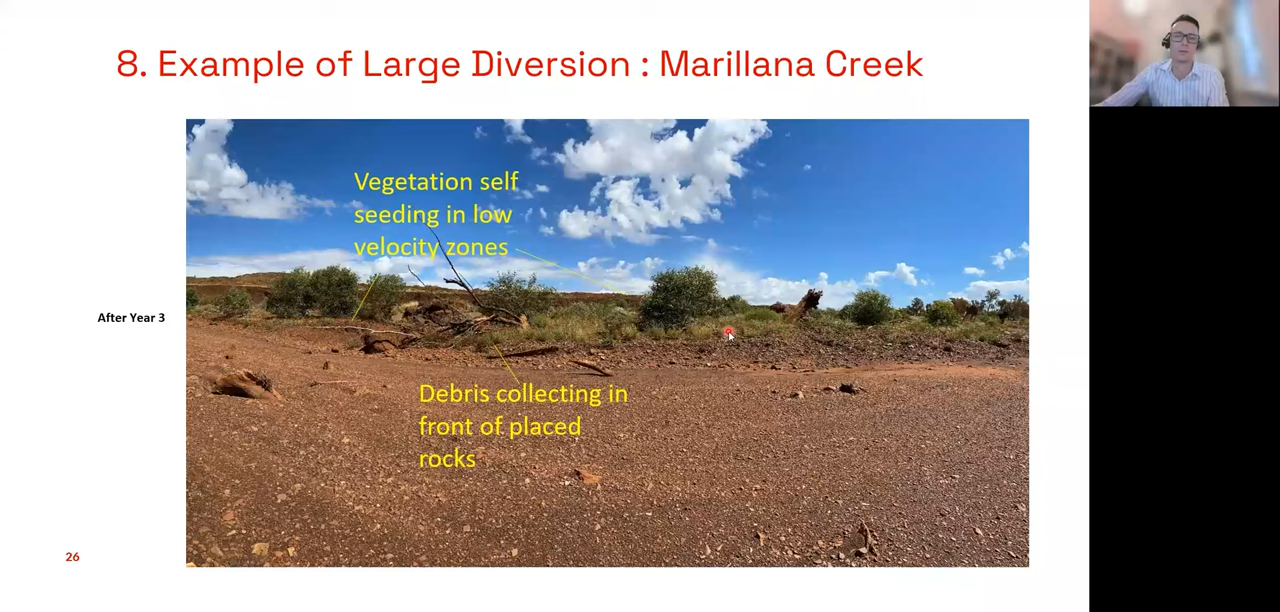 8. Example of Large Diversion : Marillana Creek
Vegetation self
seeding in low
velocity zones
After Year 3
Debris collecting in
front of placed
rocks
26